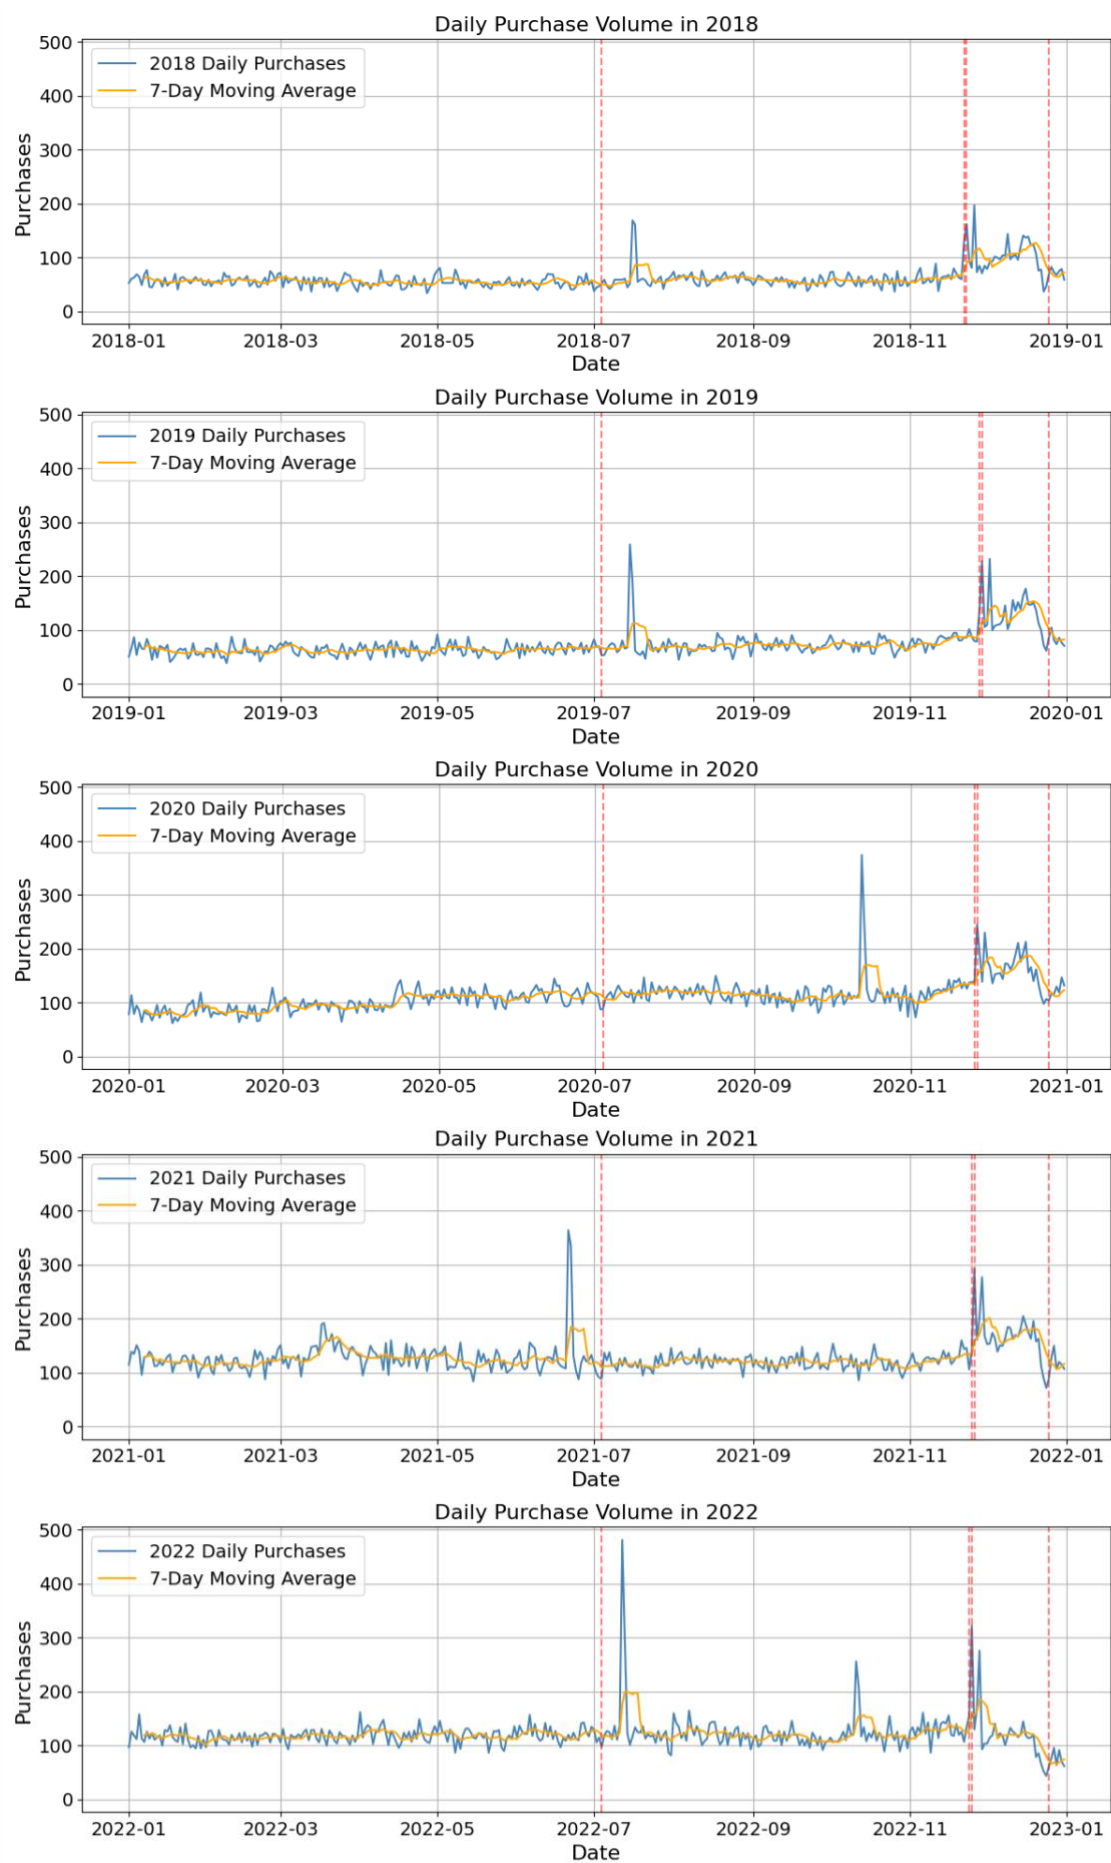 Daily Purchase Volume in 2018
500
400
300
200
100
0
Purchases
2018 Daily Purchases
7-Day Moving Average
2018-01 2018-03 2018-05 2018-07 2018-09 2018-11 2019-01
Date
Daily Purchase Volume in 2019
500
400
300
200
100
0
Purchases
2019 Daily Purchases
7-Day Moving Average
2019-01 2019-03 2019-05 2019-07 2019-09 2019-11 2020-01
Date
Daily Purchase Volume in 2020
500
400
300
200
100
0
Purchases
2020 Daily Purchases
7-Day Moving Average
2020-01 2020-03 2020-05 2020-07 2020-09 2020-11 2021-01
Date
Daily Purchase Volume in 2021
500
400
300
200
100
0
Purchases
2021 Daily Purchases
7-Day Moving Average
2021-01 2021-03 2021-05 2021-07 2021-09 2021-11 2022-01
Date
Daily Purchase Volume in 2022
500
400
300
200
100
0
Purchases
2022 Daily Purchases
7-Day Moving Average
2022-01 2022-03 2022-05 2022-07 2022-09 2022-11 2023-01
Date